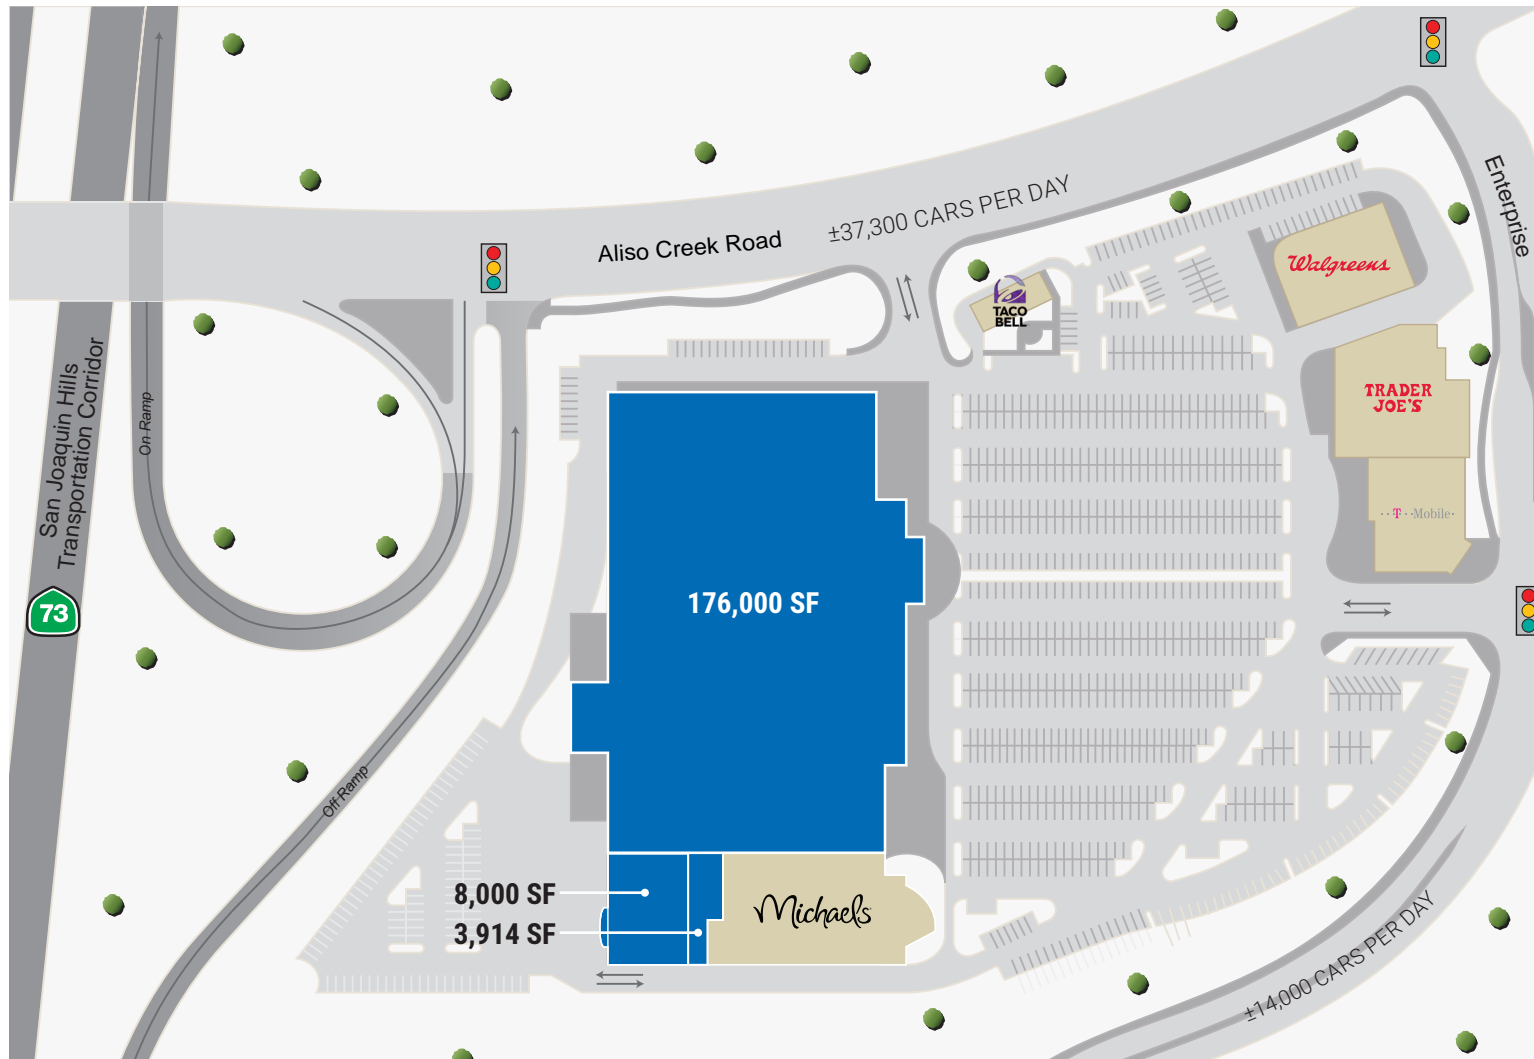 ±37,300 CARS PER DAY
Aliso Creek Road
Enterprise
Walgreens
TACO
BELL
San Joaquin Hills
Transportation Corridor
On Ramp
TRADER
JOE'S
T Mobile
73
176,000 SF
Off Ramp
8,000 SF
3,914 SF
Michaels
±14,000 CARS PER DAY